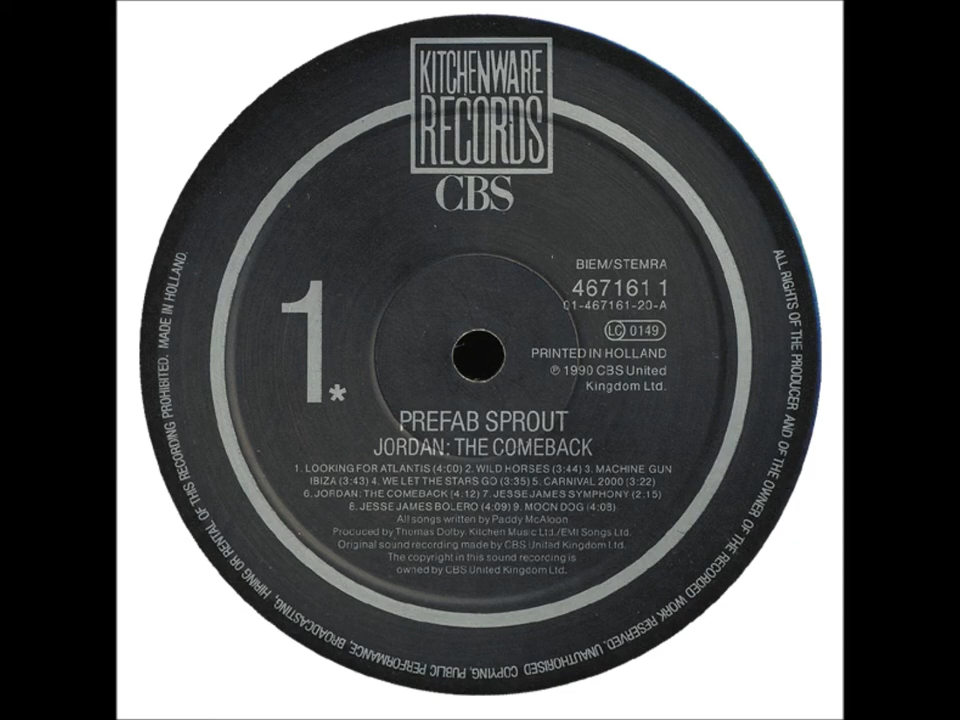 KITCHENWARE
RECORDS
CBS
BIEM/STEMRA
467161 1
01-467161-20-A
LC 0149
PRINTED IN HOLLAND
℗ 1990 CBS United
Kingdom Ltd.
1*
PREFAB SPROUT
JORDAN: THE COMEBACK
1. LOOKING FOR ATLANTIS (4:00) 2. WILD HORSES (3:44) 3. MACHINE GUN
IBIZA (3:43) 4. WE LET THE STARS GO (3:35) 5. CARNIVAL 2000 (3:22)
6. JORDAN: THE COMEBACK (4.12) 7. JESSE JAMES SYMPHONY (2.15)
8. JESSE JAMES BOLERO (4:09) 9. MOON DOG (4:08)
All songs written by Paddy McAloon
Produced by Thomas Dolby. Kitchen Music Ltd./EMI Songs Ltd.
Original sound recording made by CBS United Kingdom Ltd.
The copyright in this sound recording is
owned by CBS United Kingdom Ltd.
ALL RIGHTS OF THE PRODUCER AND OF THE OWNER OF THE RECORDED WORK RESERVED. UNAUTHORISED COPYING, PUBLIC PERFORMANCE, BROADCASTING, HIRING OR RENTAL OF THIS RECORDING PROHIBITED. MADE IN HOLLAND.